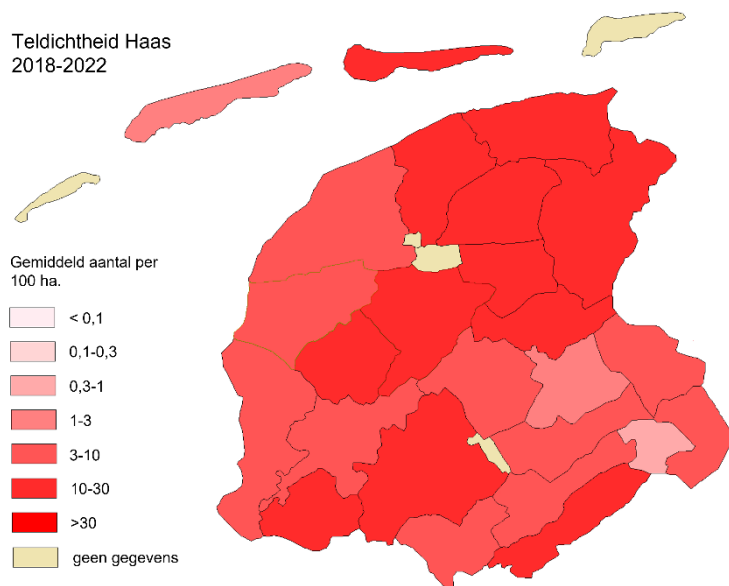 Teldichtheid Haas
2018-2022
Gemiddeld aantal per
100 ha.
< 0,1
0,1-0,3
0,3-1
1-3
3-10
10-30
>30
geen gegevens